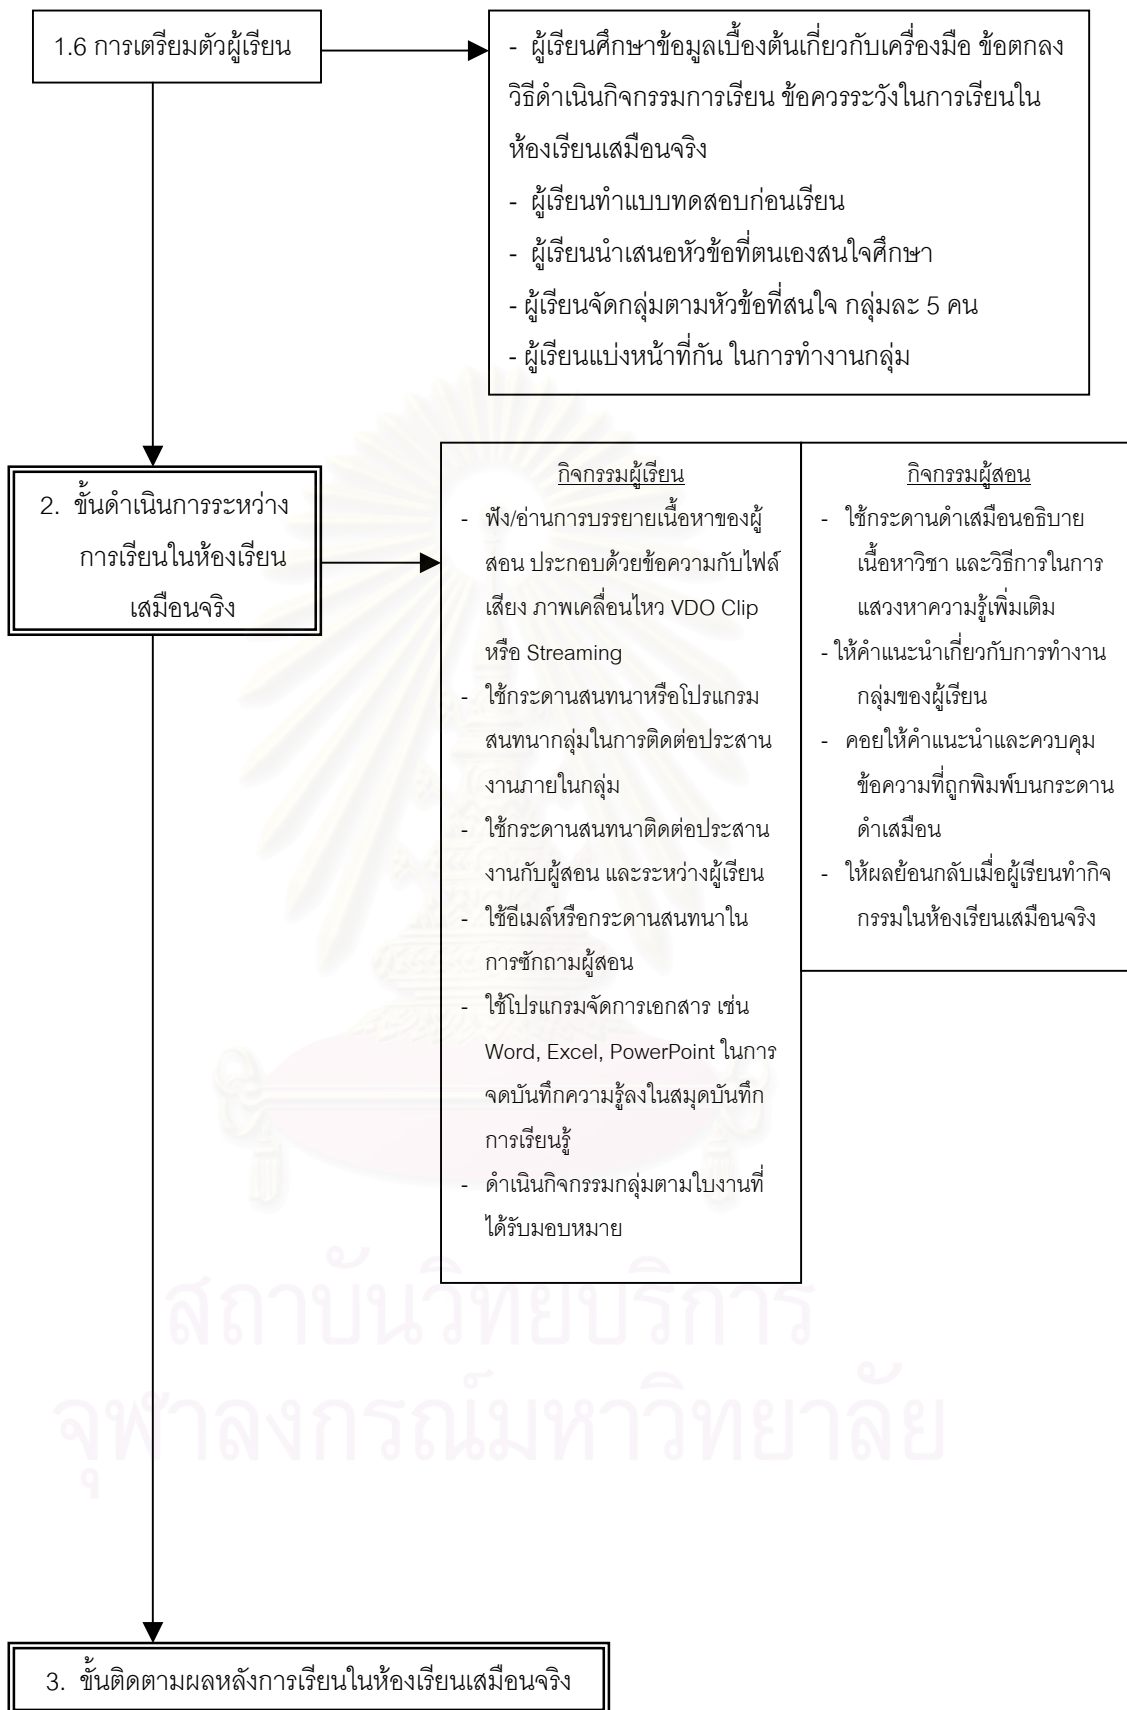 1.6 การเตรียมตัวผู้เรียน
- ผู้เรียนศึกษาข้อมูลเบื้องต้นเกี่ยวกับเครื่องมือ ข้อตกลง
วิธีดำเนินกิจกรรมการเรียน ข้อควรระวังในการเรียนใน
ห้องเรียนเสมือนจริง
- ผู้เรียนทำแบบทดสอบก่อนเรียน
- ผู้เรียนนำเสนอหัวข้อที่ตนเองสนใจศึกษา
- ผู้เรียนจัดกลุ่มตามหัวข้อที่สนใจ กลุ่มละ 5 คน
- ผู้เรียนแบ่งหน้าที่กัน ในการทำงานกลุ่ม
2. ขั้นดำเนินการระหว่าง
การเรียนในห้องเรียน
เสมือนจริง
กิจกรรมผู้เรียน
- ฟัง/อ่านการบรรยายเนื้อหาของผู้
สอน ประกอบด้วยข้อความกับไฟล์
เสียง ภาพเคลื่อนไหว VDO Clip
หรือ Streaming
- ใช้กระดานสนทนาหรือโปรแกรม
สนทนากลุ่มในการติดต่อประสาน
งานภายในกลุ่ม
- ใช้กระดานสนทนาติดต่อประสาน
งานกับผู้สอน และระหว่างผู้เรียน
- ใช้อีเมล์หรือกระดานสนทนาใน
การซักถามผู้สอน
- ใช้โปรแกรมจัดการเอกสาร เช่น
Word, Excel, PowerPoint ในการ
จดบันทึกความรู้ลงในสมุดบันทึก
การเรียนรู้
- ดำเนินกิจกรรมกลุ่มตามใบงานที่
ได้รับมอบหมาย
กิจกรรมผู้สอน
- ใช้กระดานดำเสมือนอธิบาย
เนื้อหาวิชา และวิธีการในการ
แสวงหาความรู้เพิ่มเติม
- ให้คำแนะนำเกี่ยวกับการทำงาน
กลุ่มของผู้เรียน
- คอยให้คำแนะนำและควบคุม
ข้อความที่ถูกพิมพ์บนกระดาน
ดำเสมือน
- ให้ผลย้อนกลับเมื่อผู้เรียนทำกิจ
กรรมในห้องเรียนเสมือนจริง
สถาบันวิทยบริการ
จุฬาลงกรณ์มหาวิทยาลัย
3. ขั้นติดตามผลหลังการเรียนในห้องเรียนเสมือนจริง